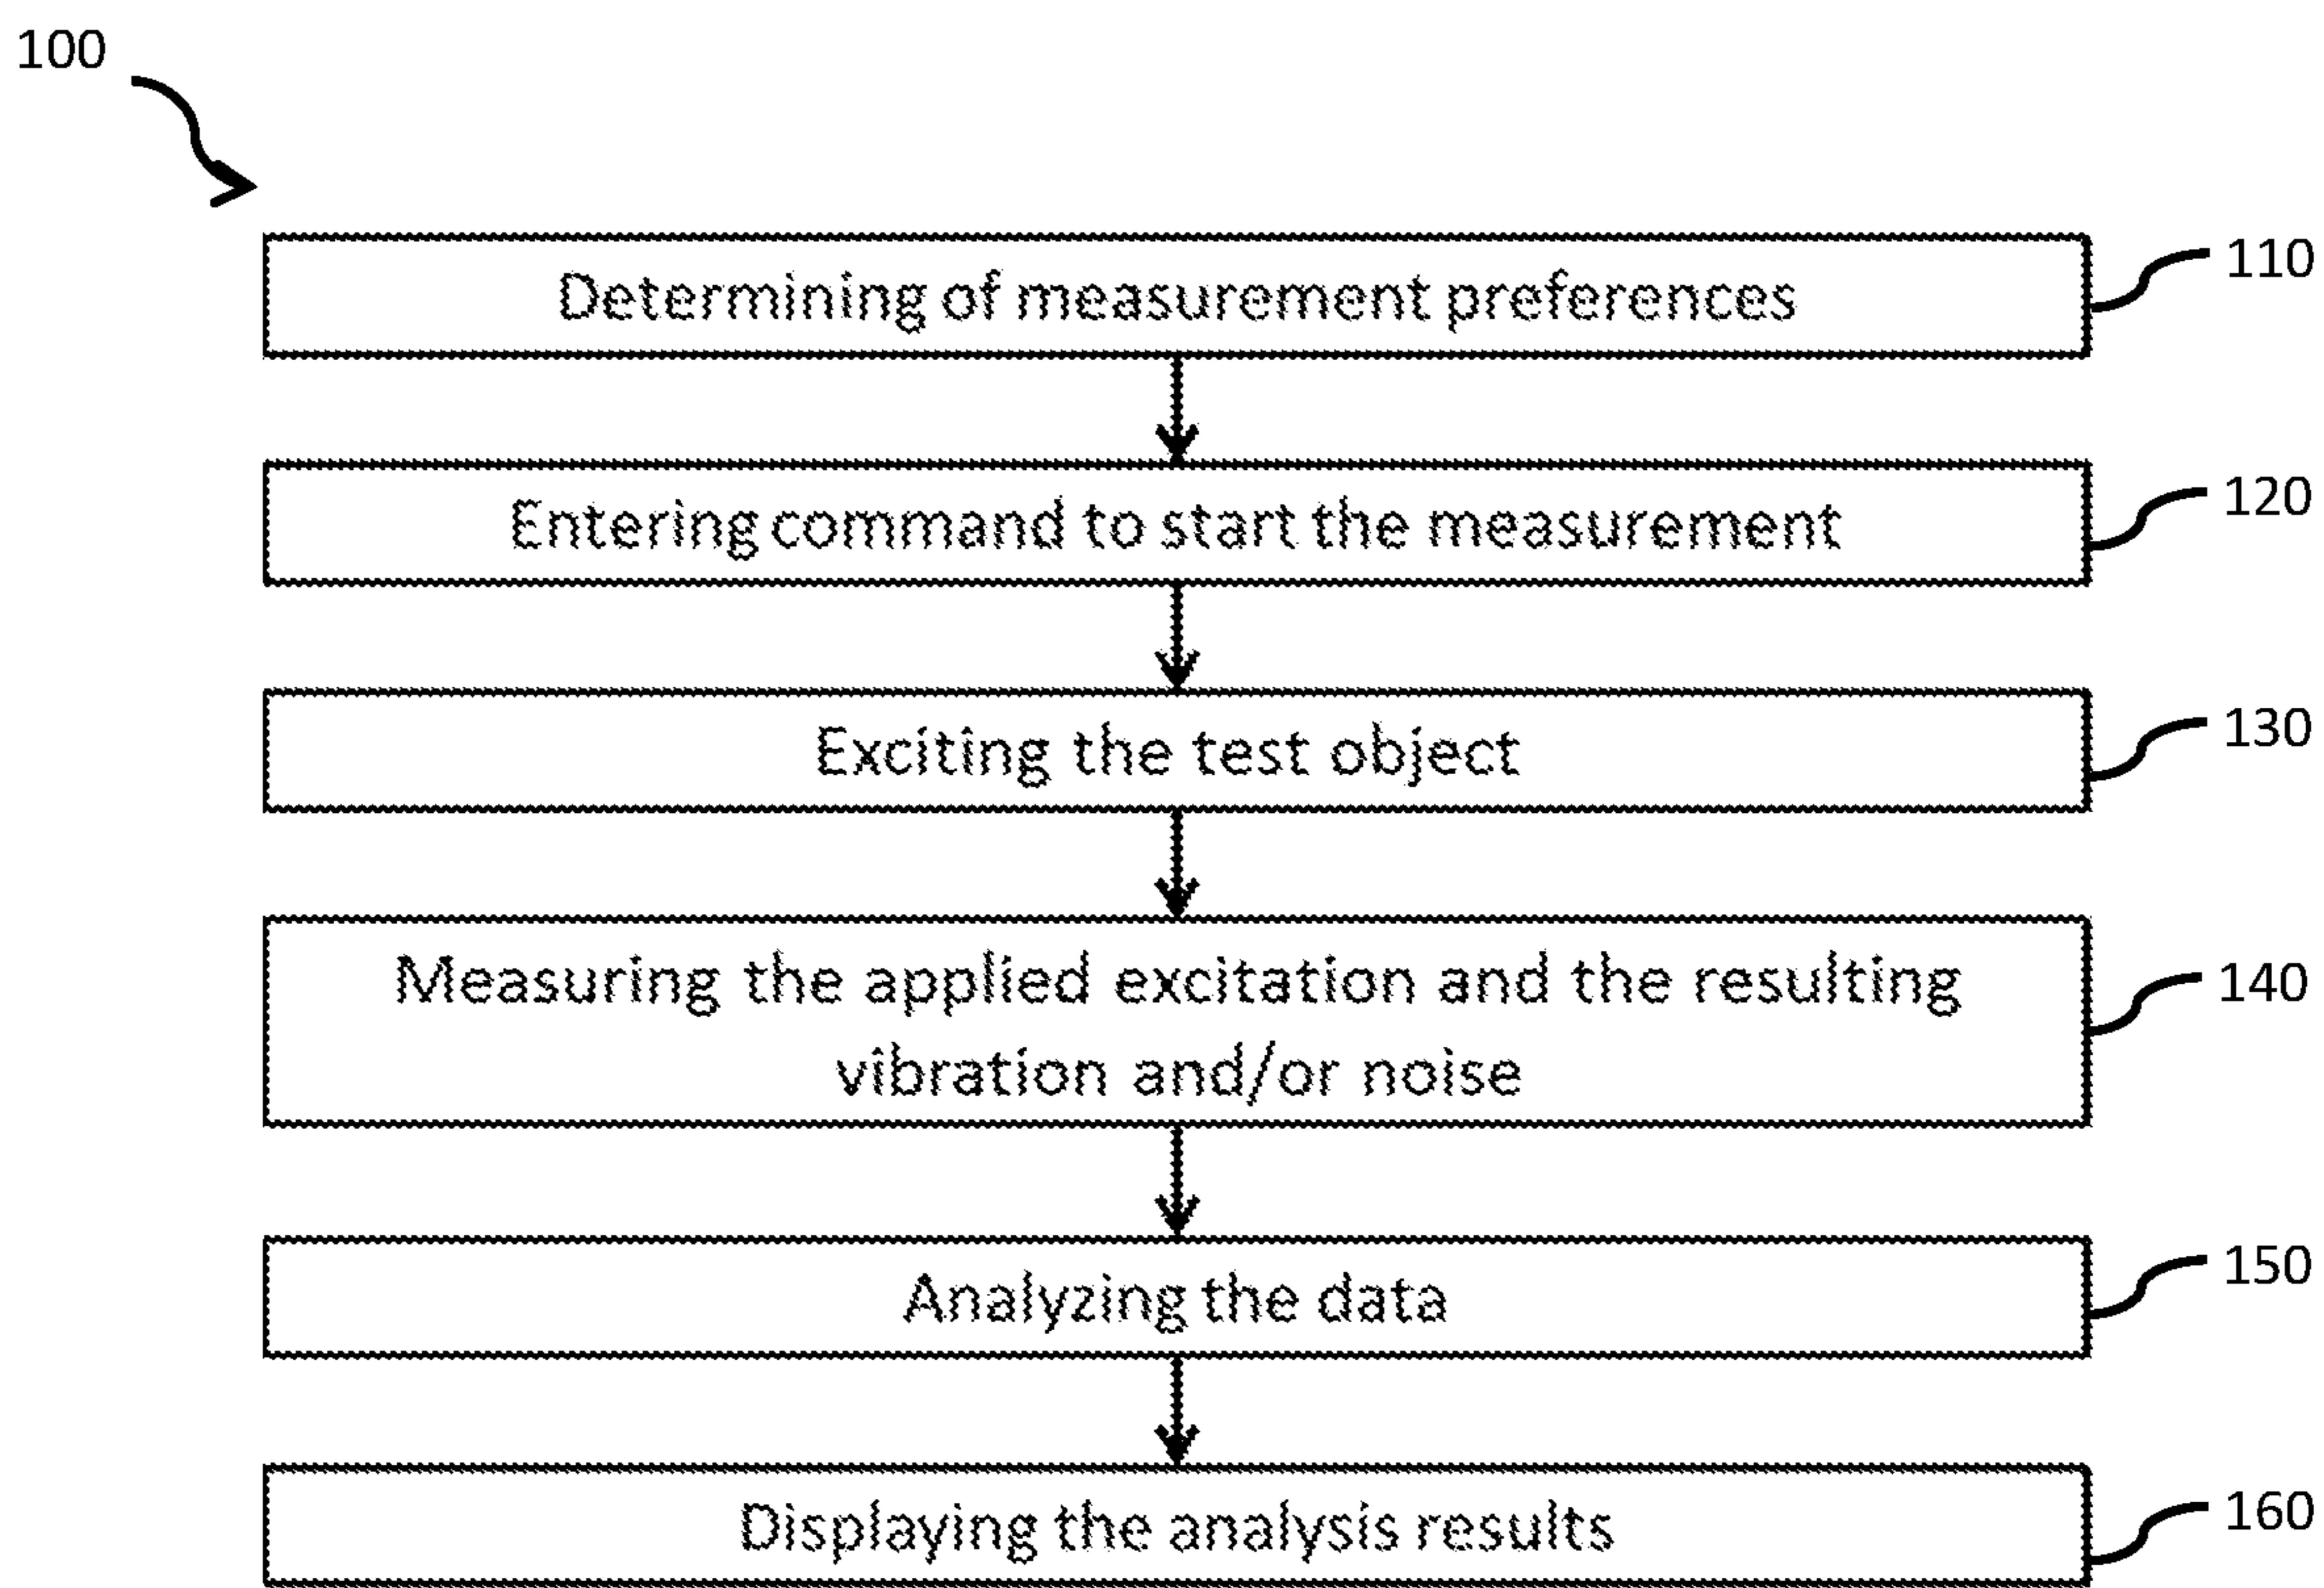 100
Determining of measurement preferences
110
Entering command to start the measurement
120
Exciting the test object
130
Measuring the applied excitation and the resulting
vibration and/or noise
140
Analyzing the data
150
Displaying the analysis results
160